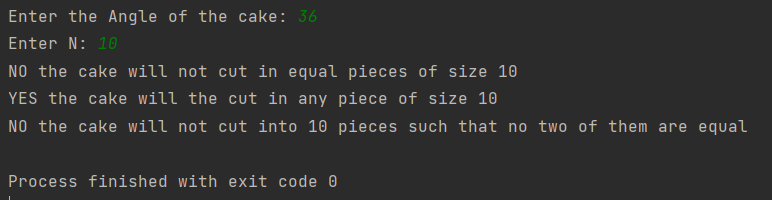 Enter the Angle of the cake: 36
Enter N: 10
NO the cake will not cut in equal pieces of size 10
YES the cake will the cut in any piece of size 10
NO the cake will not cut into 10 pieces such that no two of them are equal
Process finished with exit code 0